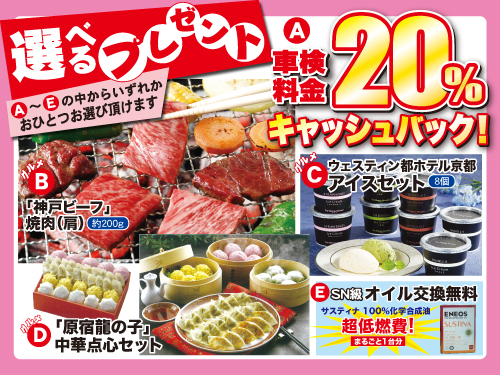 選べるプレゼント
A～Eの中からいずれか
おひとつお選び頂けます
A
車検
料金
20%
キャッシュバック!
グルメ
B
「神戸ビーフ」
焼肉(肩) 約200g
グルメ
C
ウェスティン都ホテル京都
アイスセット 8個
グルメ
D
「原宿龍の子」
中華点心セット
E SN級 オイル交換無料
サスティナ 100%化学合成油
超低燃費!
まるごと1台分
ENEOS
SUSTINA